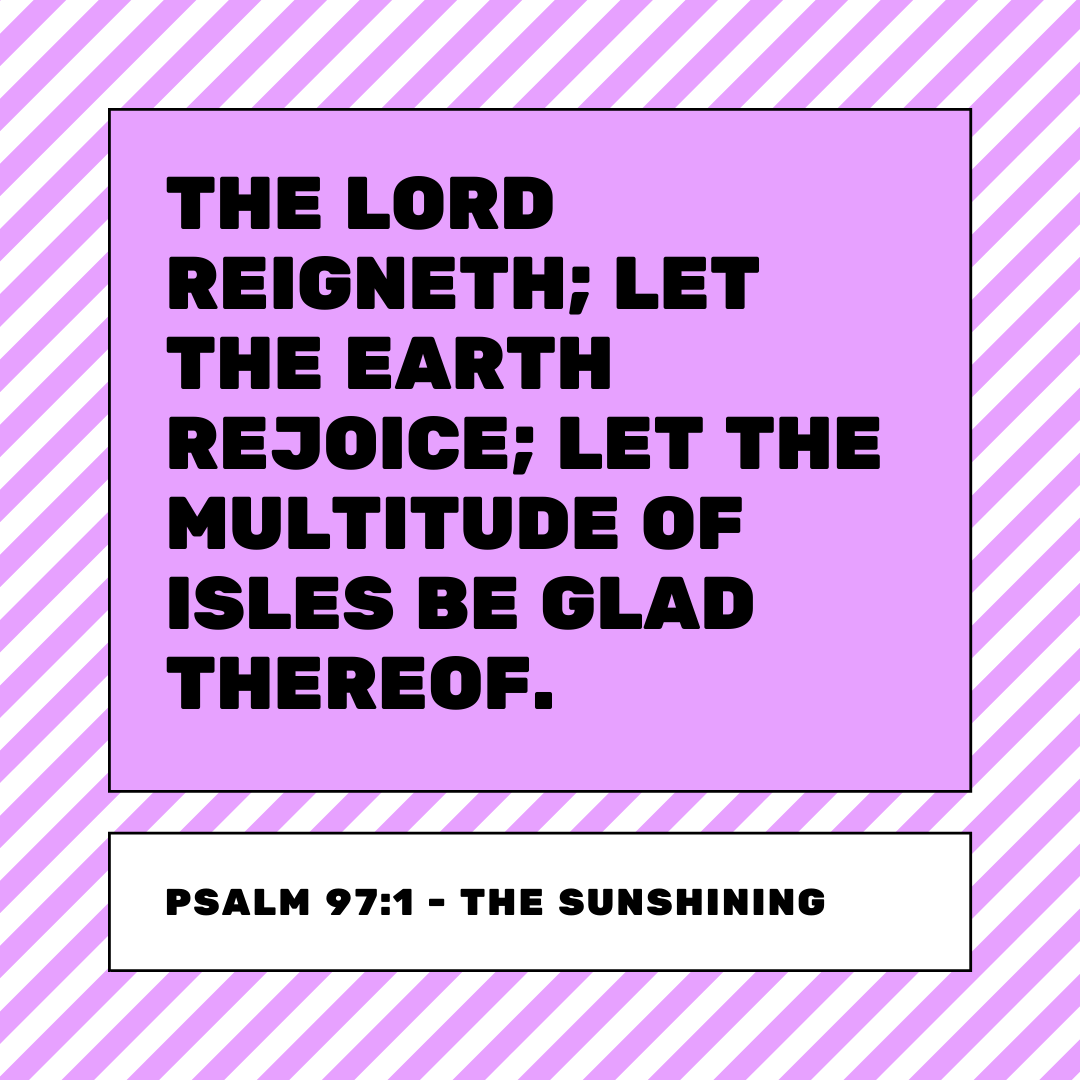 THE LORD
REIGNETH; LET
THE EARTH
REJOICE; LET THE
MULTITUDE OF
ISLES BE GLAD
THEREOF.
PSALM 97:1 - THE SUNSHINING